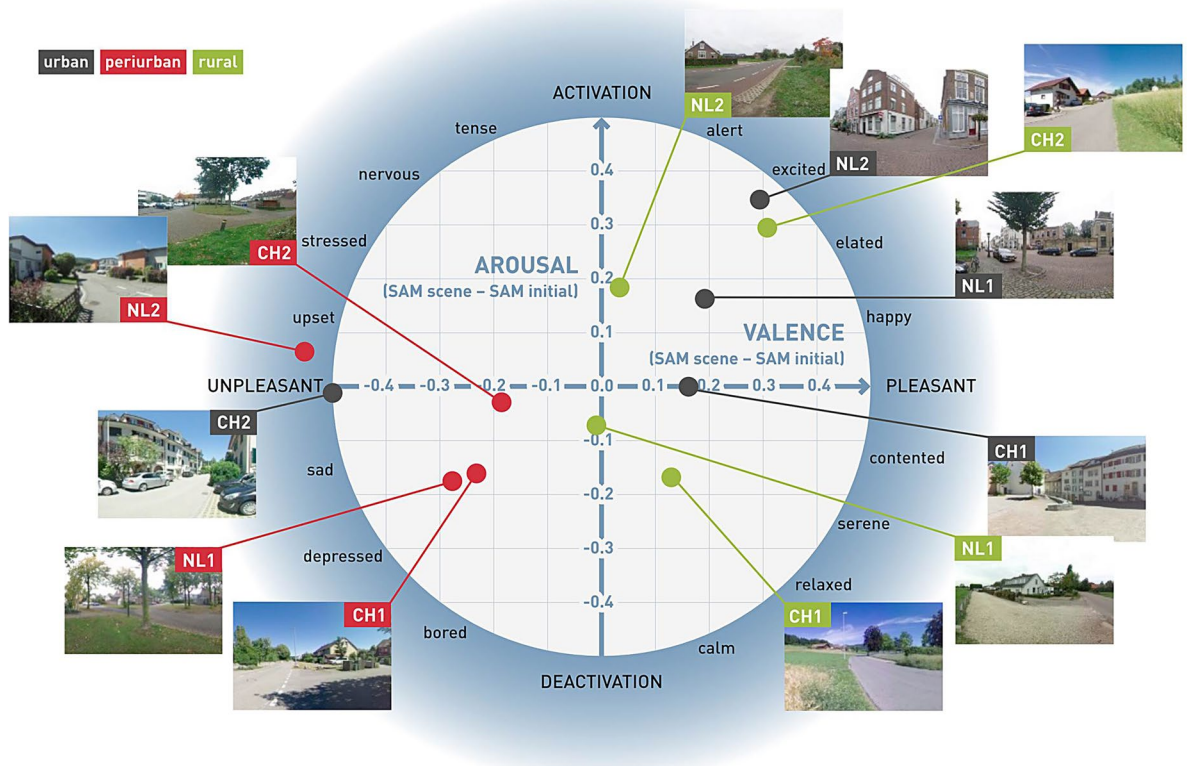 urban periurban rural
ACTIVATION
tense
alert
nervous
excited
stressed
elated
upset
happy
UNPLEASANT
PLEASANT
sad
contented
depressed
serene
bored
relaxed
calm
DEACTIVATION
AROUSAL
(SAM scene – SAM initial)
VALENCE
(SAM scene – SAM initial)
0.4
0.3
0.2
0.1
-0.4 -0.3 -0.2 -0.1 0.0 0.1 0.2 0.3 0.4
-0.1
-0.2
-0.3
-0.4
NL2
NL2
CH2
NL1
CH2
NL2
CH2
CH1
NL1
NL1
CH1
CH1